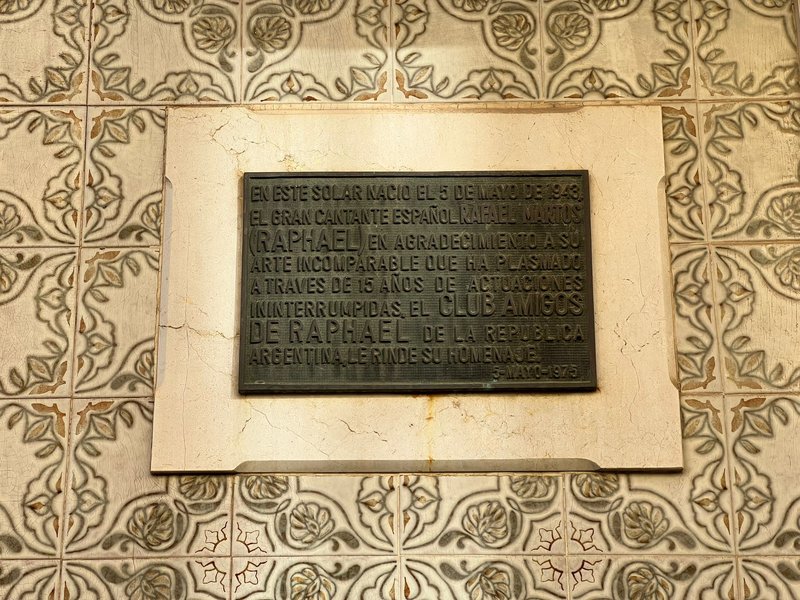 EN ESTE SOLAR NACIO EL 5 DE MAYO DE 1943,
EL GRAN CANTANTE ESPAÑOL RAFAEL MARTOS
(RAPHAEL) EN AGRADECIMIENTO A SU
ARTE INCOMPARABLE QUE HA PLASMADO
A TRAVES DE 15 AÑOS DE ACTUACIONES
ININTERRUMPIDAS, EL CLUB AMIGOS
DE RAPHAEL DE LA REPUBLICA
ARGENTINA, LE RINDE SU HOMENAJE.
5-MAYO-1975